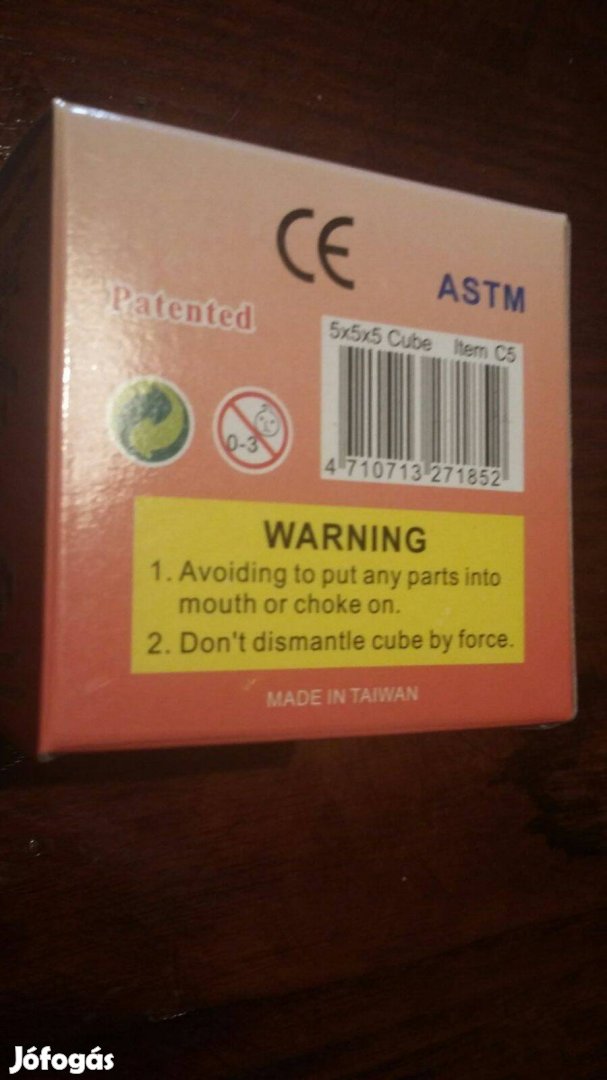 CE
ASTM
Patented
5x5x5 Cube Item C5
0-3
4 710713 271852
WARNING
1. Avoiding to put any parts into
mouth or choke on.
2. Don't dismantle cube by force.
MADE IN TAIWAN
Jófogás